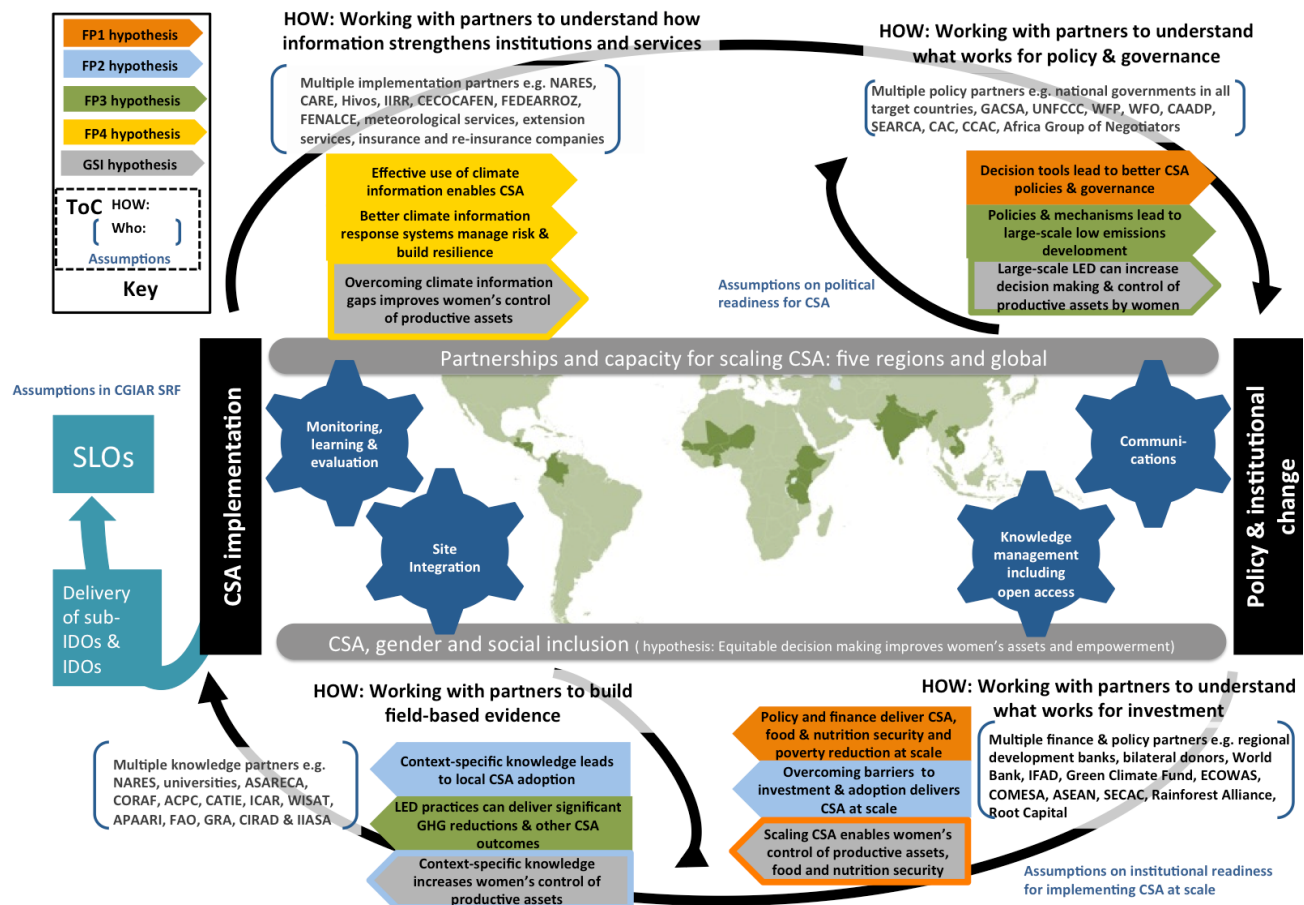 FP1 hypothesis
FP2 hypothesis
FP3 hypothesis
FP4 hypothesis
GSI hypothesis
ToC HOW:
Who:
Assumptions
Key
HOW: Working with partners to understand how
information strengthens institutions and services
Multiple implementation partners e.g. NARES,
CARE, Hivos, IIRR, CECOCAFEN, FEDEARROZ,
FENALCE, meteorological services, extension
services, insurance and re-insurance companies
Effective use of climate
information enables CSA
Better climate information
response systems manage risk &
build resilience
Overcoming climate information
gaps improves women's control
of productive assets
HOW: Working with partners to understand
what works for policy & governance
Multiple policy partners e.g. national governments in all
target countries, GACSA, UNFCCC, WFP, WFO, CAADP,
SEARCA, CAC, CCAC, Africa Group of Negotiators
Decision tools lead to better CSA
policies & governance
Policies & mechanisms lead to
large-scale low emissions
development
Large-scale LED can increase
decision making & control of
productive assets by women
Assumptions on political
readiness for CSA
Partnerships and capacity for scaling CSA: five regions and global
Assumptions in CGIAR SRF
SLOs
Delivery
of sub-
IDOs &
IDOs
CSA implementation
Monitoring,
learning &
evaluation
Site
Integration
Communi-
cations
Knowledge
management
including
open access
Policy & institutional
change
CSA, gender and social inclusion ( hypothesis: Equitable decision making improves women's assets and empowerment)
HOW: Working with partners to build
field-based evidence
Multiple knowledge partners e.g.
NARES, universities, ASARECA,
CORAF, ACPC, CATIE, ICAR, WISAT,
APAARI, FAO, GRA, CIRAD & IIASA
Context-specific knowledge leads
to local CSA adoption
LED practices can deliver significant
GHG reductions & other CSA
outcomes
Context-specific knowledge
increases women's control of
productive assets
HOW: Working with partners to understand
what works for investment
Policy and finance deliver CSA,
food & nutrition security and
poverty reduction at scale
Overcoming barriers to
investment & adoption delivers
CSA at scale
Scaling CSA enables women's
control of productive assets,
food and nutrition security
Multiple finance & policy partners e.g. regional
development banks, bilateral donors, World
Bank, IFAD, Green Climate Fund, ECOWAS,
COMESA, ASEAN, SECAC, Rainforest Alliance,
Root Capital
Assumptions on institutional readiness
for implementing CSA at scale